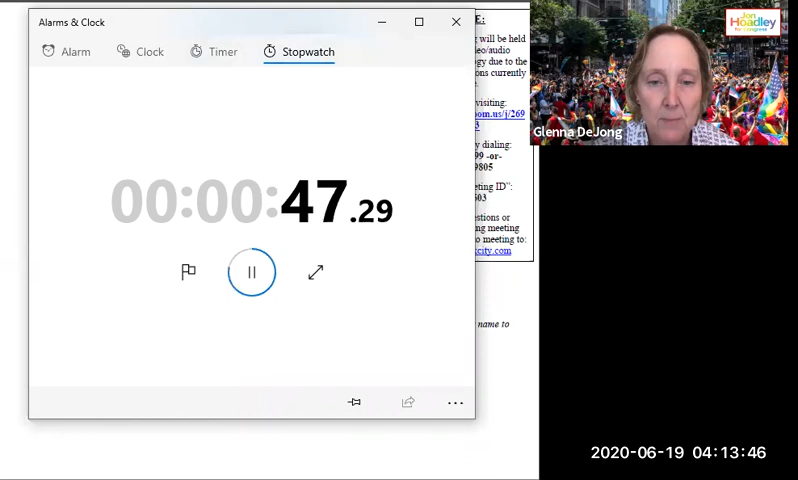 Alarms & Clock
Alarm
Clock
Timer
Stopwatch
00:00:47.29
E:
g will be held
leo/audio
gy due to the
ons currently
e.
visiting:
oom.us/j/269
3
y dialing:
99 -or-
9805
eting ID":
603
estions or
ng meeting
o meeting to:
city.com
name to
Jon
Hoadley
For Congress
Glenna DeJong
2020-06-19 04:13:46